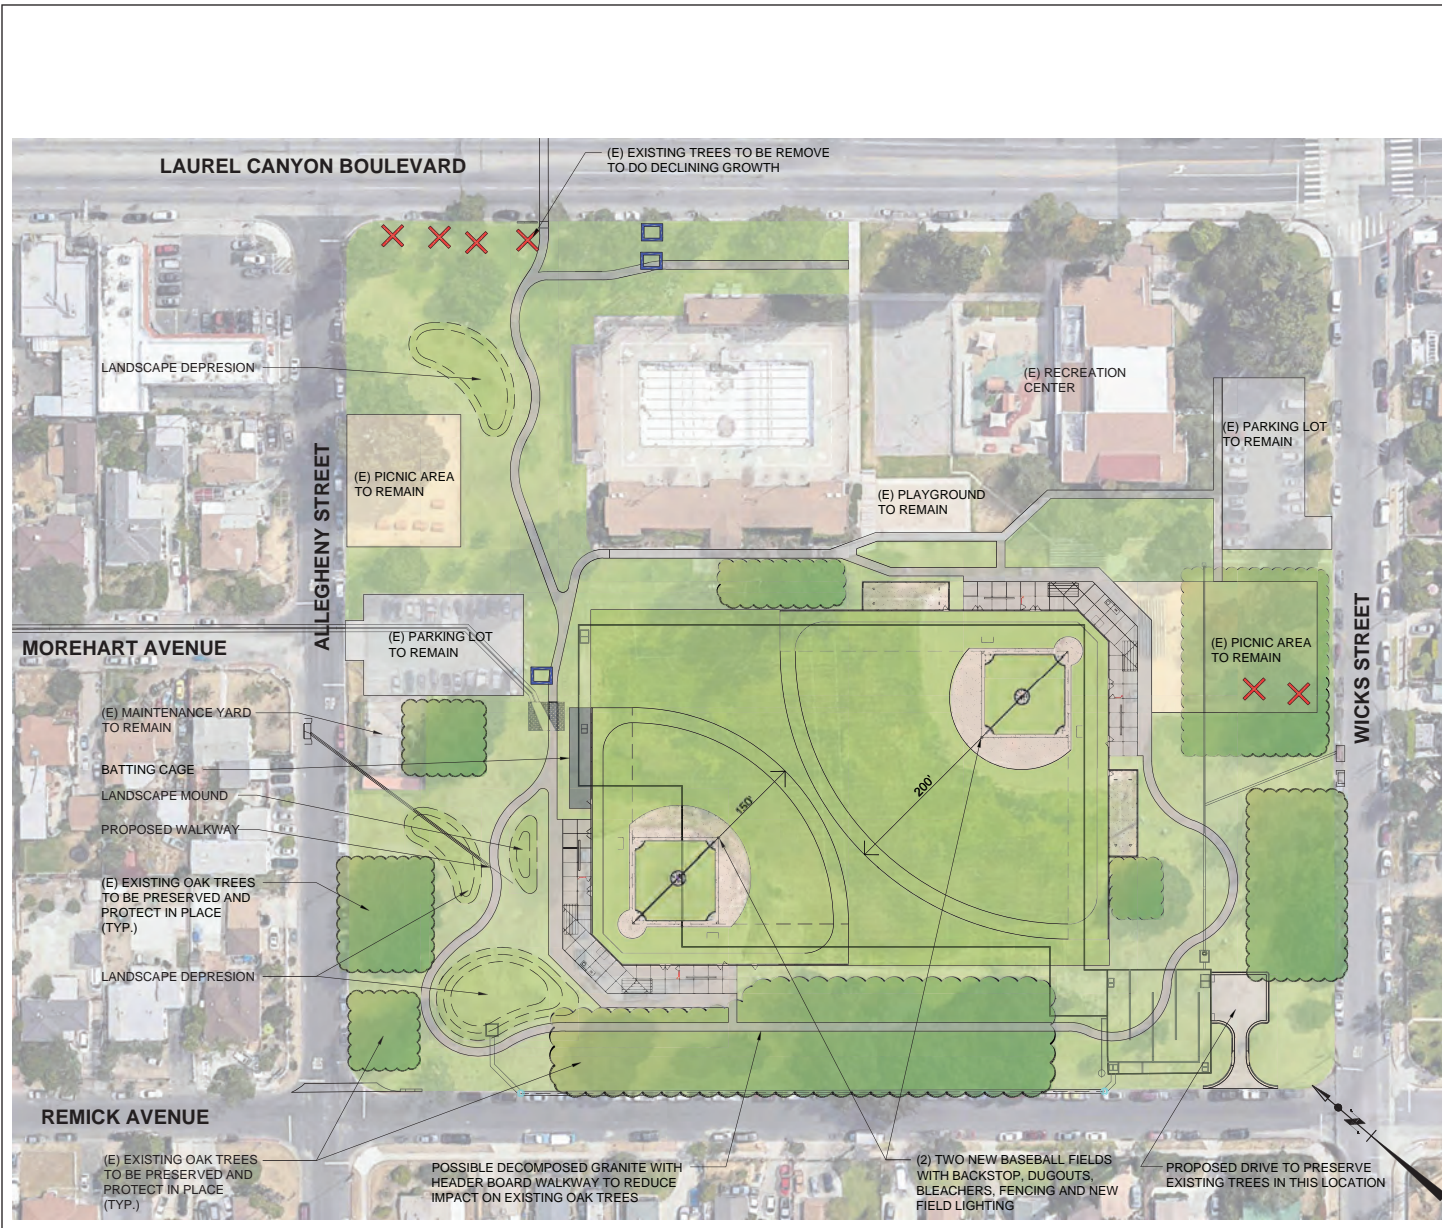 LAUREL CANYON BOULEVARD
(E) EXISTING TREES TO BE REMOVE
TO DO DECLINING GROWTH
LANDSCAPE DEPRESION
(E) RECREATION
CENTER
(E) PARKING LOT
TO REMAIN
ALLEGHENY STREET
(E) PICNIC AREA
TO REMAIN
(E) PLAYGROUND
TO REMAIN
WICKS STREET
MOREHART AVENUE
(E) PARKING LOT
TO REMAIN
(E) PICNIC AREA
TO REMAIN
(E) MAINTENANCE YARD
TO REMAIN
BATTING CAGE
LANDSCAPE MOUND
PROPOSED WALKWAY
150'
200'
(E) EXISTING OAK TREES
TO BE PRESERVED AND
PROTECT IN PLACE
(TYP.)
LANDSCAPE DEPRESION
REMICK AVENUE
N
(E) EXISTING OAK TREES
TO BE PRESERVED AND
PROTECT IN PLACE
(TYP.)
POSSIBLE DECOMPOSED GRANITE WITH
HEADER BOARD WALKWAY TO REDUCE
IMPACT ON EXISTING OAK TREES
(2) TWO NEW BASEBALL FIELDS
WITH BACKSTOP, DUGOUTS,
BLEACHERS, FENCING AND NEW
FIELD LIGHTING
PROPOSED DRIVE TO PRESERVE
EXISTING TREES IN THIS LOCATION